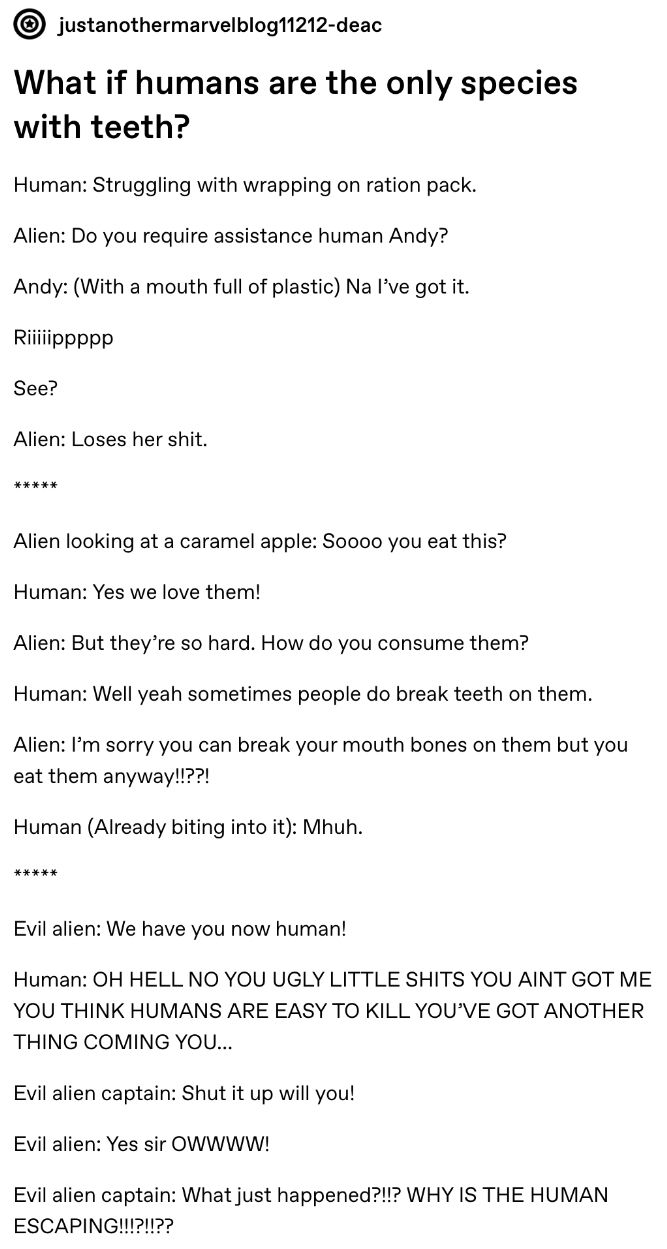 justanothermarvelblog11212-deac
What if humans are the only species
with teeth?
Human: Struggling with wrapping on ration pack.
Alien: Do you require assistance human Andy?
Andy: (With a mouth full of plastic) Na I’ve got it.
Riiiiippppp
See?
Alien: Loses her shit.
*****
Alien looking at a caramel apple: Soooo you eat this?
Human: Yes we love them!
Alien: But they’re so hard. How do you consume them?
Human: Well yeah sometimes people do break teeth on them.
Alien: I’m sorry you can break your mouth bones on them but you
eat them anyway!!??!
Human (Already biting into it): Mhuh.
*****
Evil alien: We have you now human!
Human: OH HELL NO YOU UGLY LITTLE SHITS YOU AINT GOT ME
YOU THINK HUMANS ARE EASY TO KILL YOU’VE GOT ANOTHER
THING COMING YOU...
Evil alien captain: Shut it up will you!
Evil alien: Yes sir OWWWW!
Evil alien captain: What just happened?!!? WHY IS THE HUMAN
ESCAPING!!!?!!??